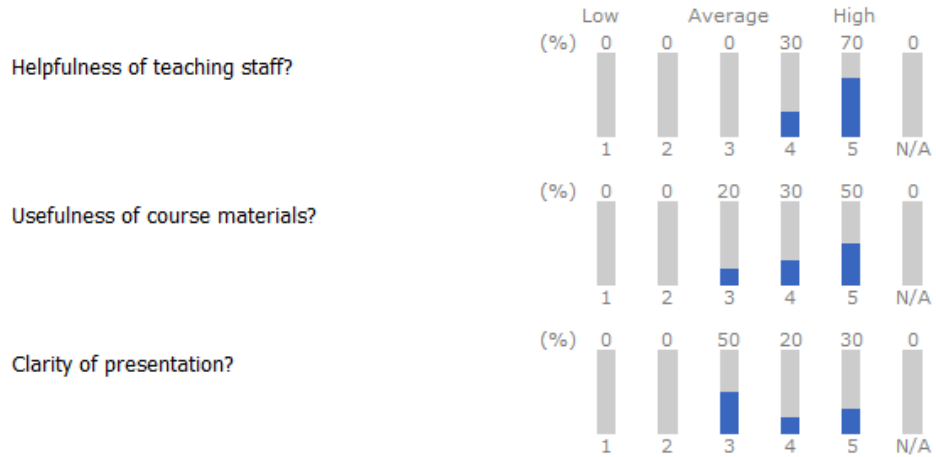 Low Average High
(%) 0 0 0 30 70 0
Helpfulness of teaching staff?
1 2 3 4 5 N/A
(%) 0 0 20 30 50 0
Usefulness of course materials?
1 2 3 4 5 N/A
(%) 0 0 50 20 30 0
Clarity of presentation?
1 2 3 4 5 N/A